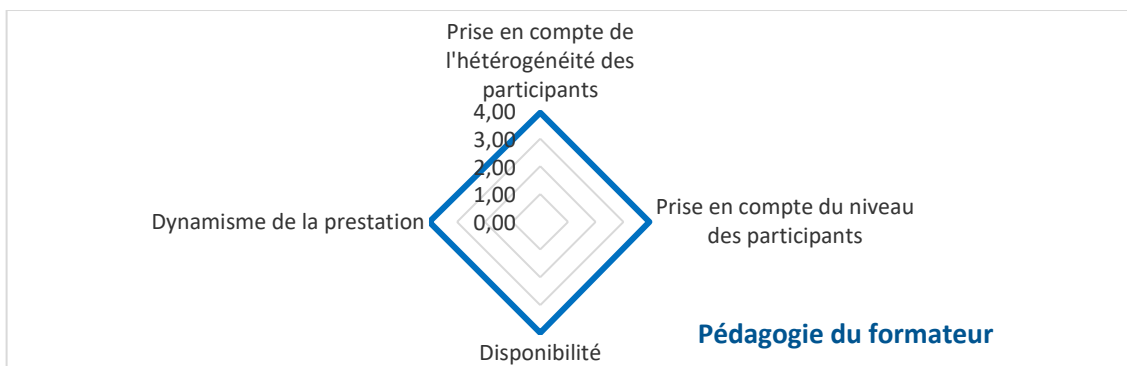 Prise en compte de
l'hétérogénéité des
participants
4,00
3,00
2,00
1,00
0,00
Dynamisme de la prestation
Prise en compte du niveau
des participants
Disponibilité
Pédagogie du formateur